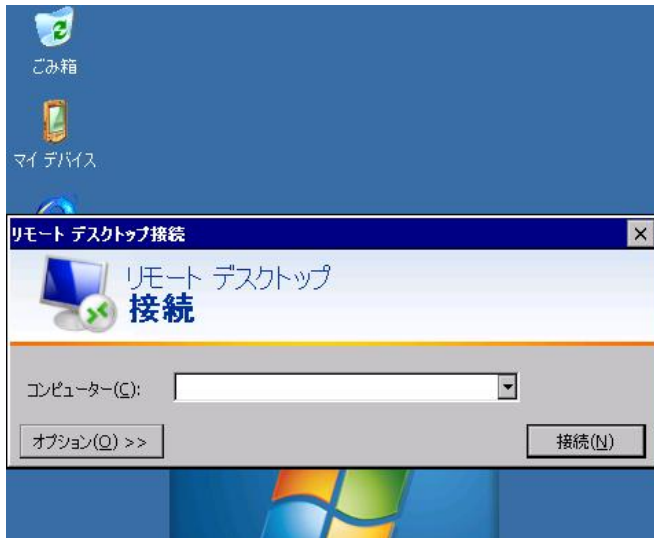 ごみ箱
マイ デバイス
リモート デスクトップ接続
リモート デスクトップ
接続
コンピューター(C):
オプション(O) >>
接続(N)